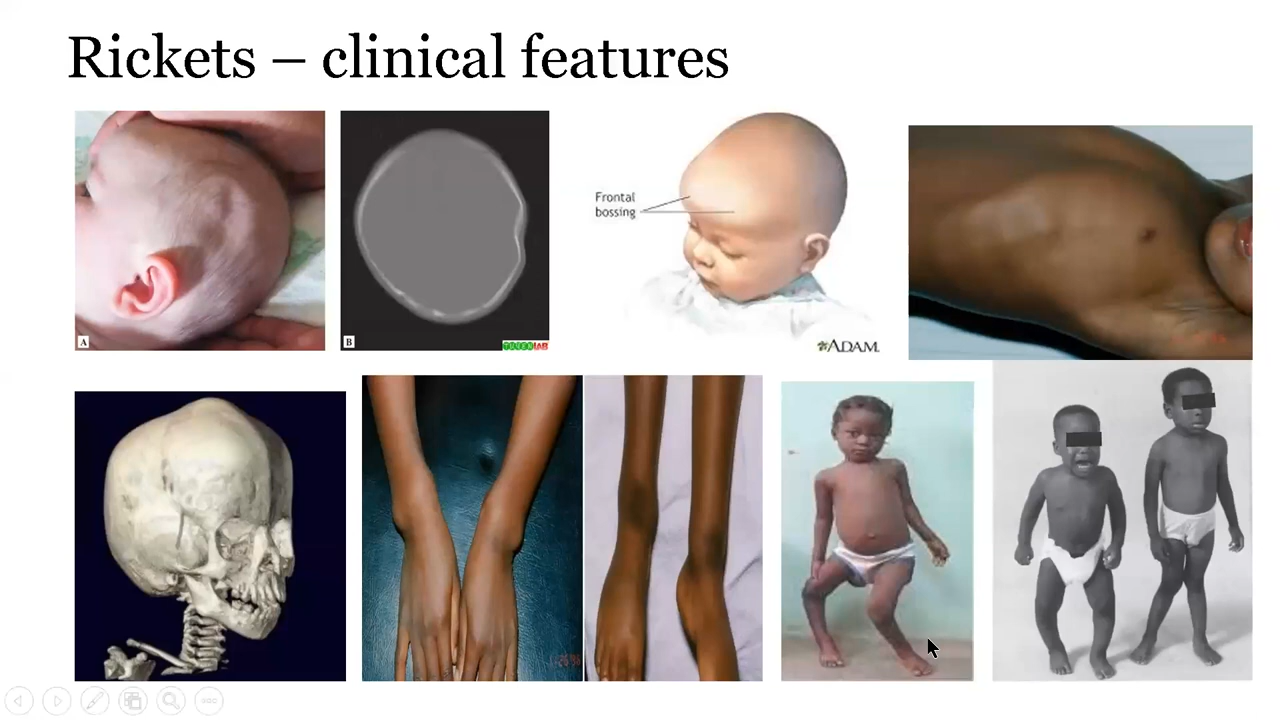 Rickets – clinical features
A
B
Frontal
bossing
ADAM.